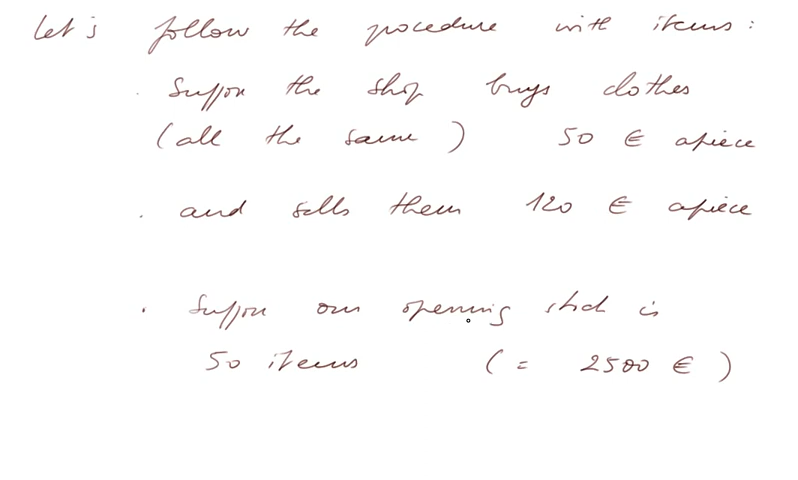 Let's follow the procedure with items:
. Suppose the shop buys clothes
(all the same) 50 € apiece
. and sells them 120 € apiece
. Suppose our opening stock is
50 items (= 2500 €)